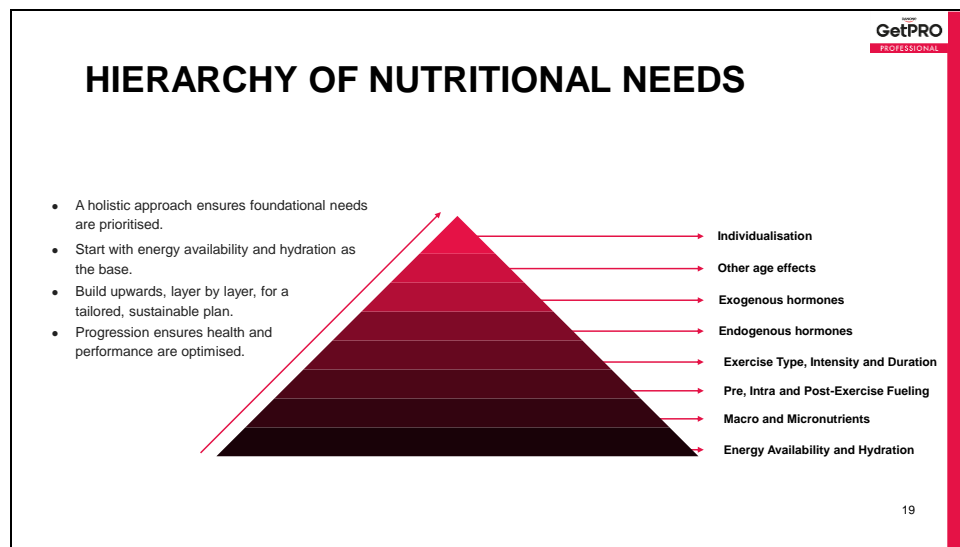 DANONE
GetPRO
PROFESSIONAL
HIERARCHY OF NUTRITIONAL NEEDS
● A holistic approach ensures foundational needs
are prioritised.
● Start with energy availability and hydration as
the base.
● Build upwards, layer by layer, for a
tailored, sustainable plan.
● Progression ensures health and
performance are optimised.
Individualisation
Other age effects
Exogenous hormones
Endogenous hormones
Exercise Type, Intensity and Duration
Pre, Intra and Post-Exercise Fueling
Macro and Micronutrients
Energy Availability and Hydration
19